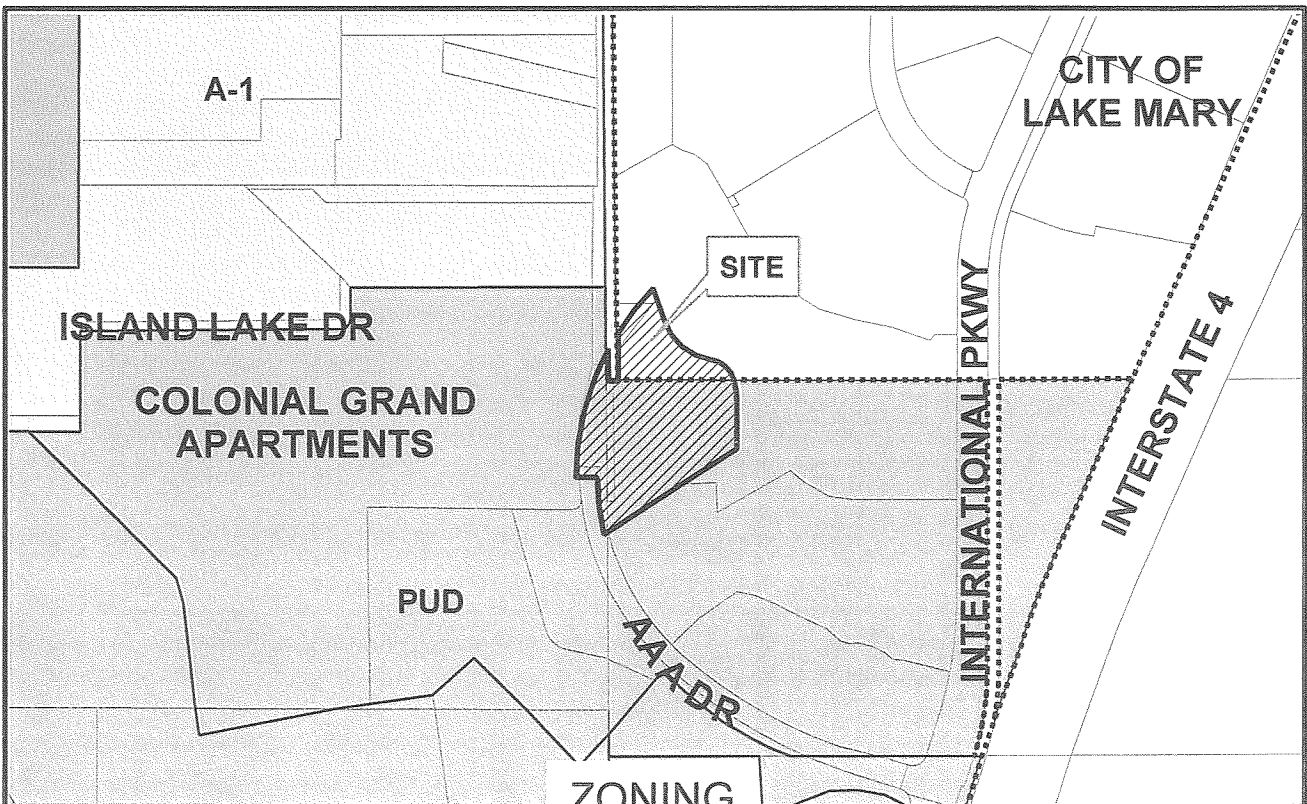 A-1
CITY OF
LAKE MARY
SITE
ISLAND LAKE DR
COLONIAL GRAND
APARTMENTS
INTERNATIONAL PKWY
INTERSTATE 4
PUD
AAA DR
ZONING